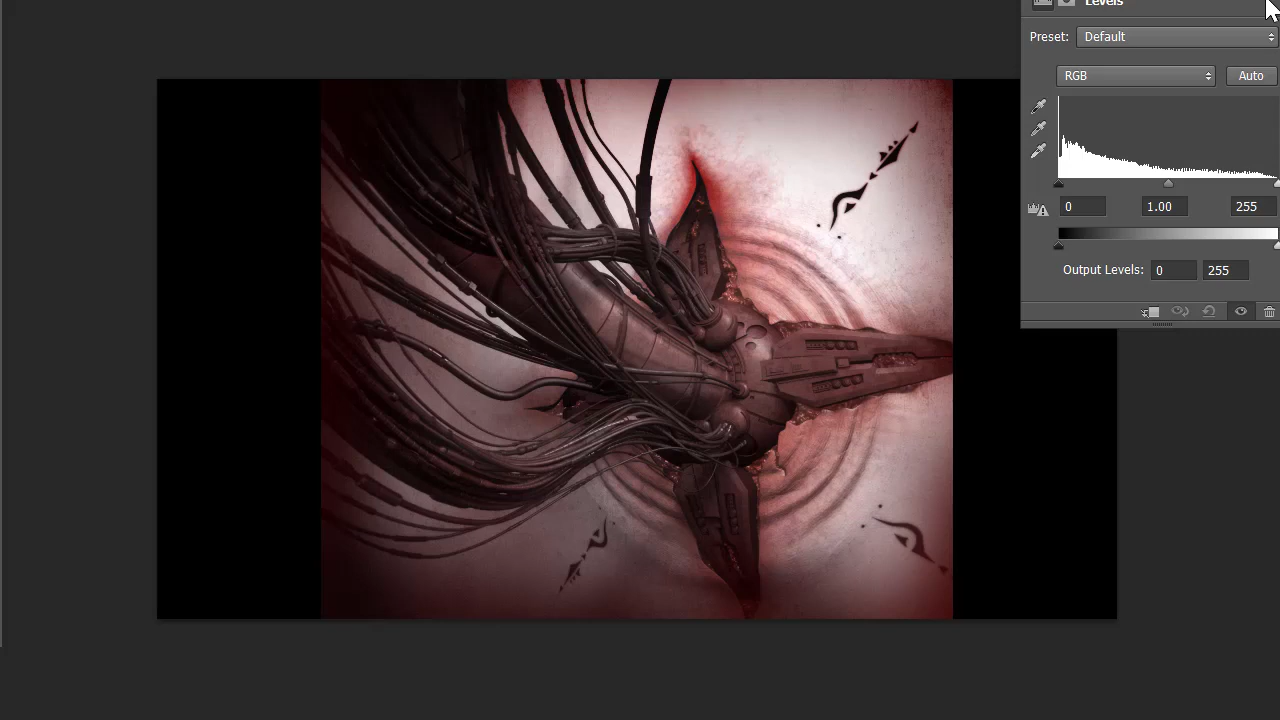 Levels
Preset: Default
RGB Auto
0 1.00 255
Output Levels: 0 255